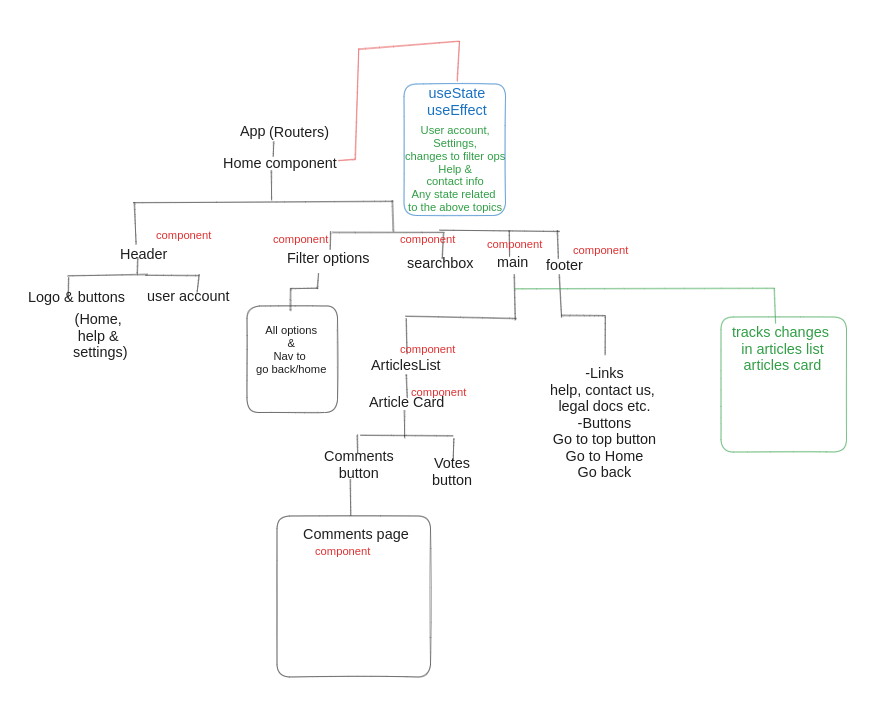 useState
useEffect
User account,
Settings,
changes to filter ops
Help &
contact info
Any state related
to the above topics
App (Routers)
Home component
component
Header
Logo & buttons
(Home,
help &
settings)
user account
component
Filter options
All options
&
Nav to
go back/home
component
searchbox
component
main
component
footer
component
ArticlesList
component
Article Card
Comments
button
Votes
button
Comments page
component
-Links
help, contact us,
legal docs etc.
-Buttons
Go to top button
Go to Home
Go back
tracks changes
in articles list
articles card